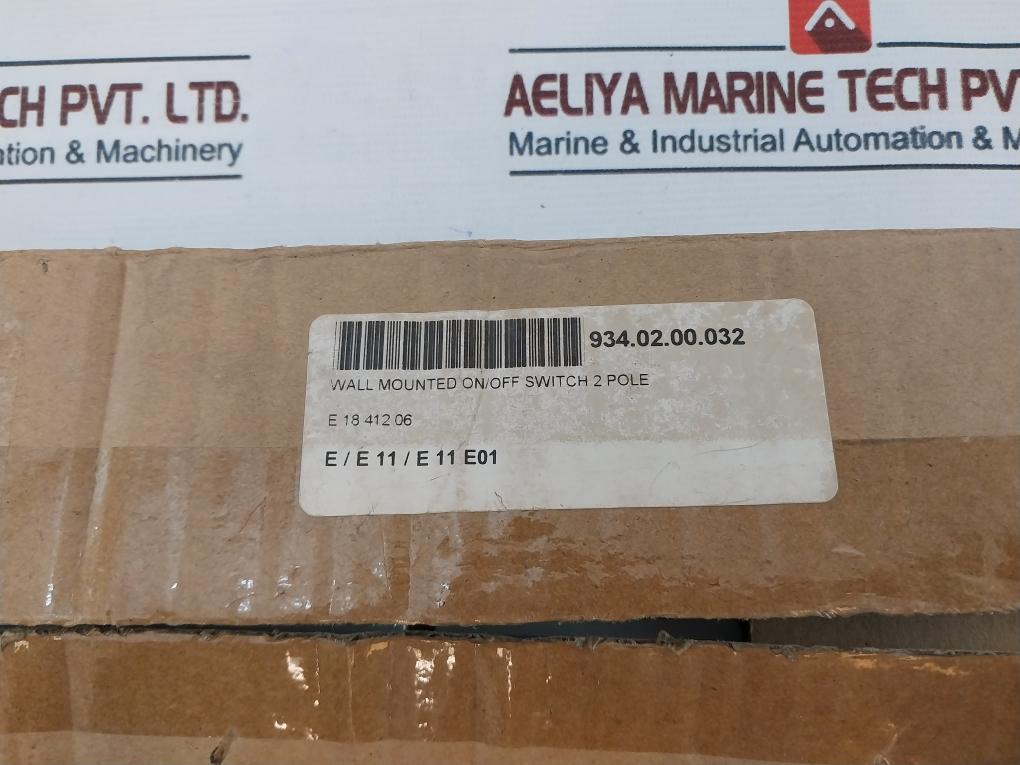 CH PVT. LTD.
ation & Machinery
AELIYA MARINE TECH PV
Marine & Industrial Automation & M
934.02.00.032
WALL MOUNTED ON/OFF SWITCH 2 POLE
E 18 412 06
E / E 11 / E 11 E01